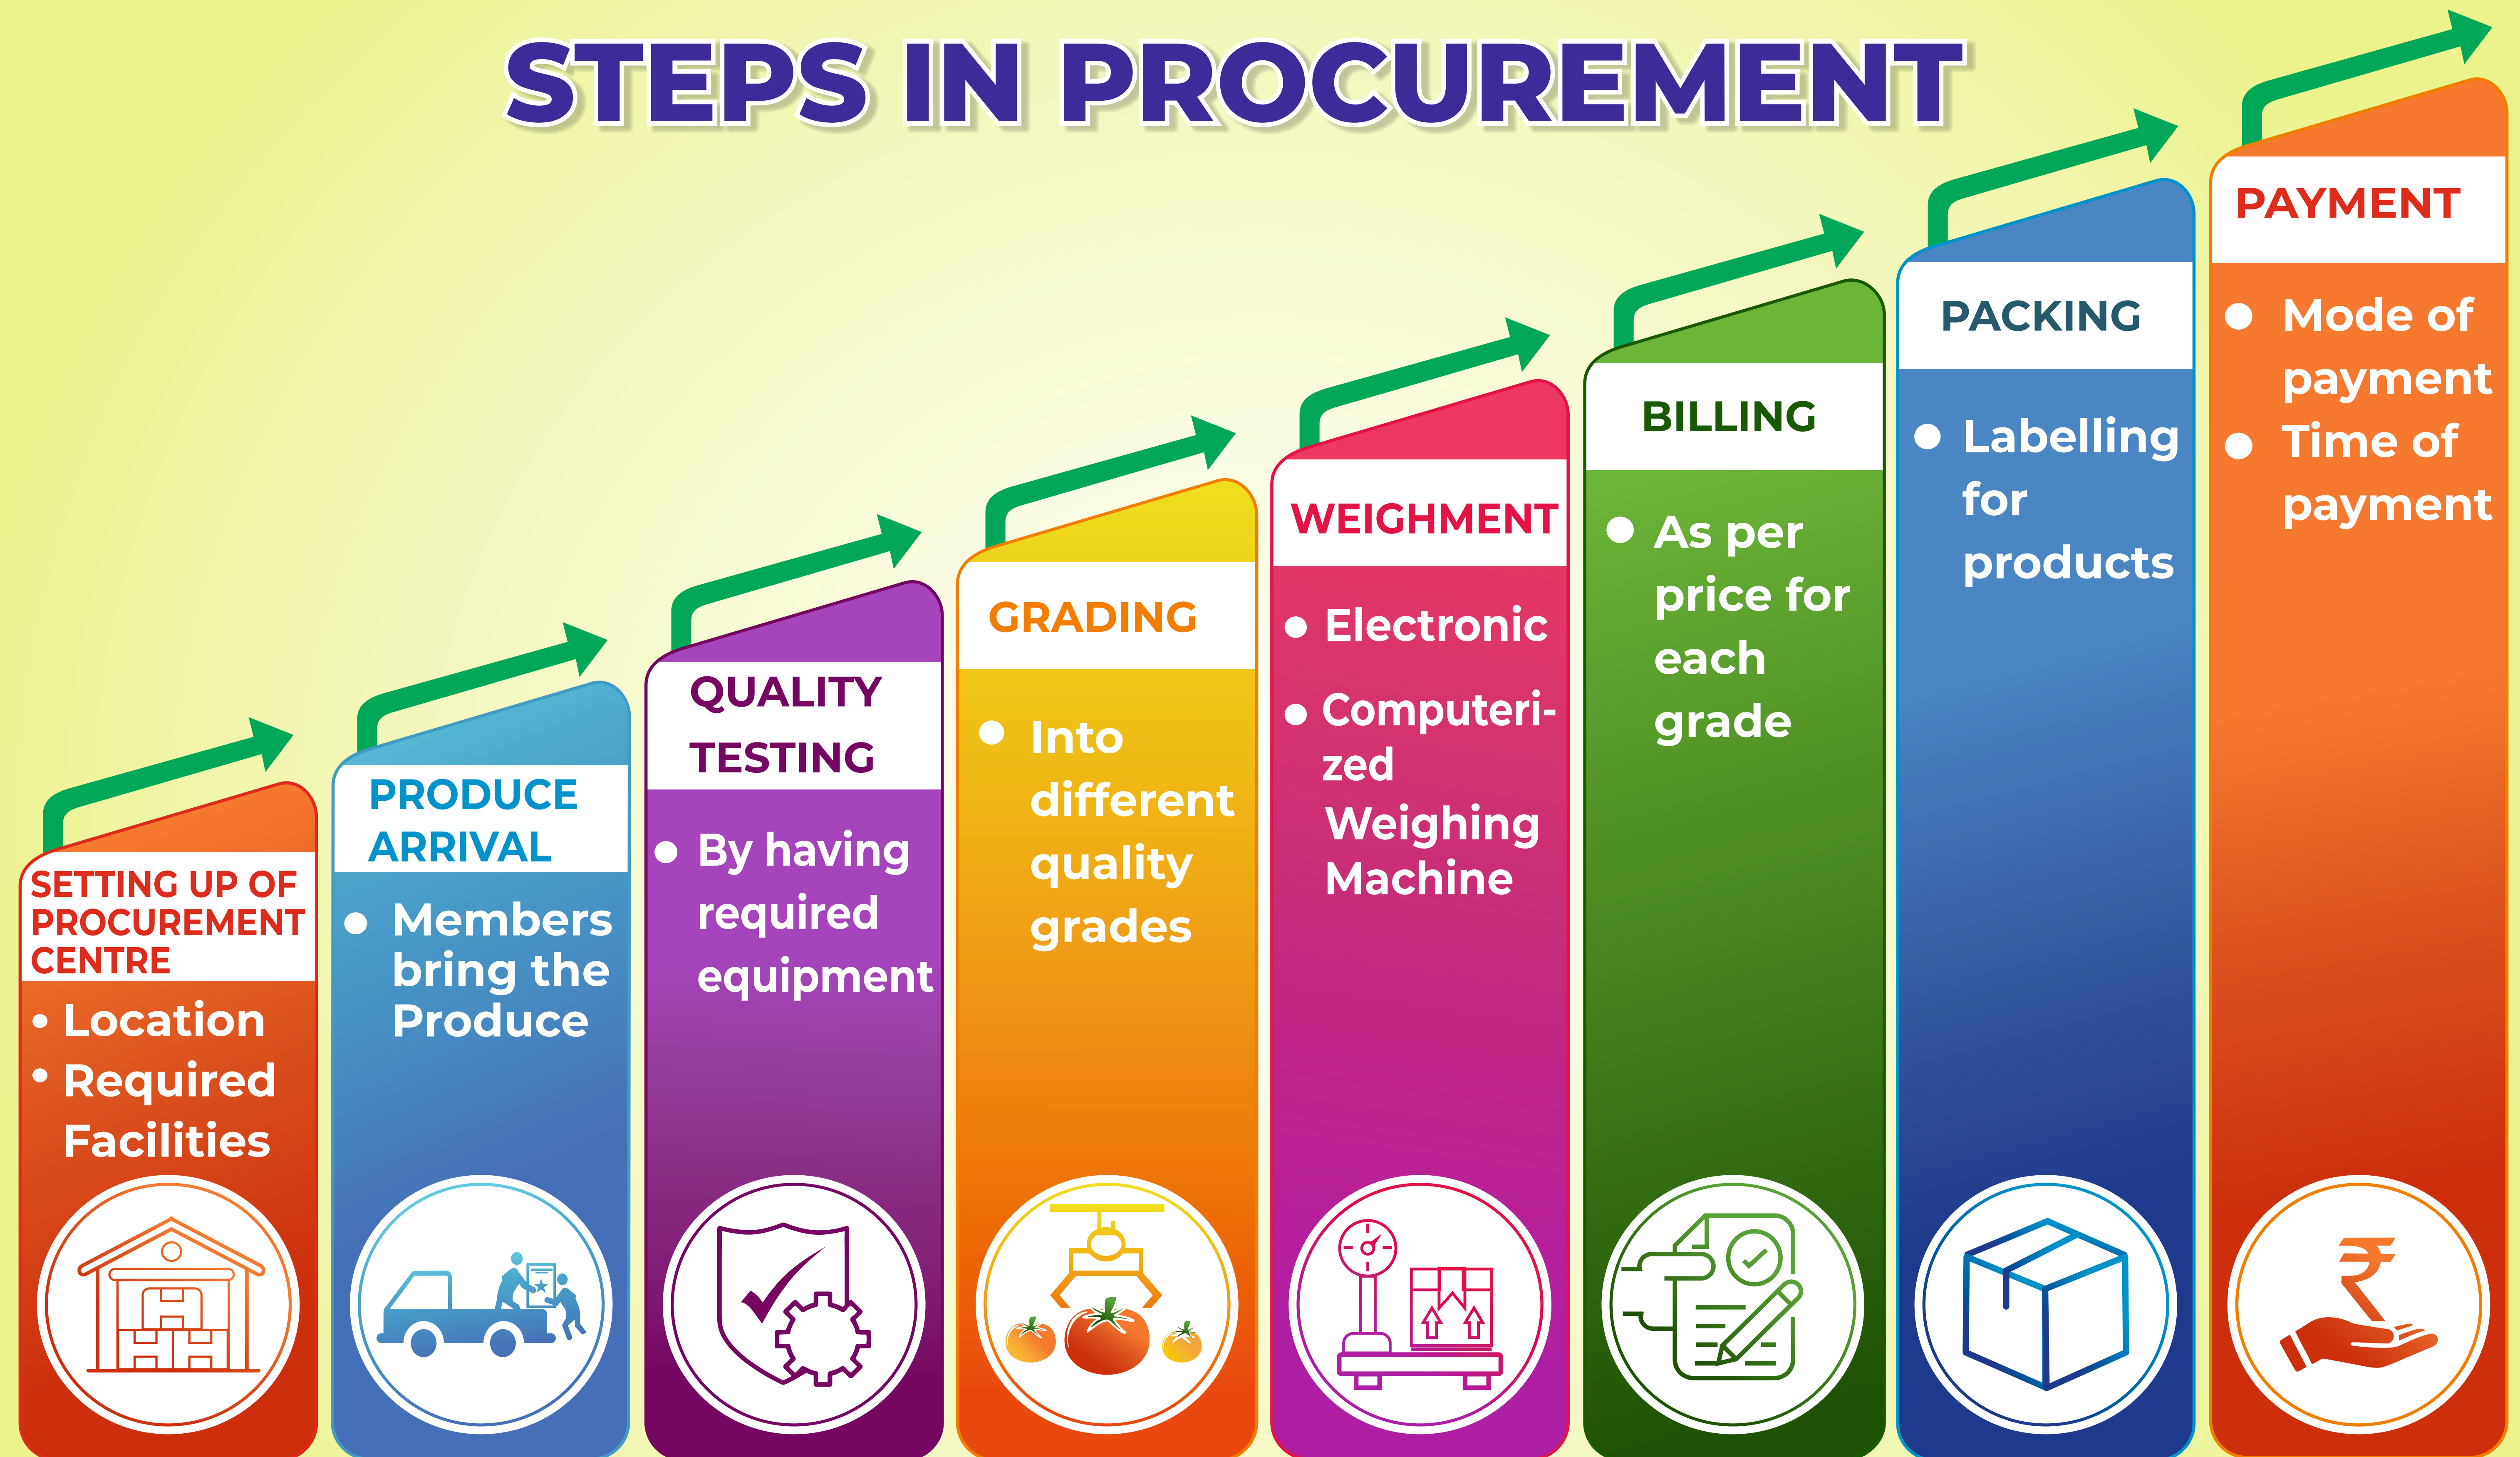 STEPS IN PROCUREMENT
SETTING UP OF
PROCUREMENT
CENTRE
• Location
• Required
Facilities
PRODUCE
ARRIVAL
• Members
bring the
Produce
QUALITY
TESTING
• By having
required
equipment
GRADING
• Into
different
quality
grades
WEIGHMENT
• Electronic
• Computeri-
zed
Weighing
Machine
BILLING
• As per
price for
each
grade
PACKING
• Labelling
for
products
PAYMENT
• Mode of
payment
• Time of
payment
₹